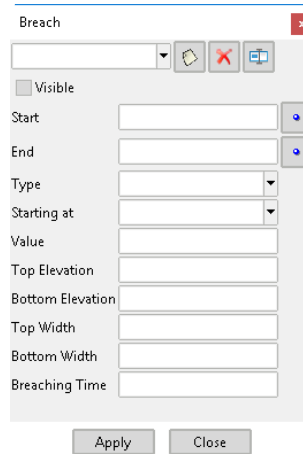 Breach
Visible
Start
End
Type
Starting at
Value
Top Elevation
Bottom Elevation
Top Width
Bottom Width
Breaching Time
Apply Close